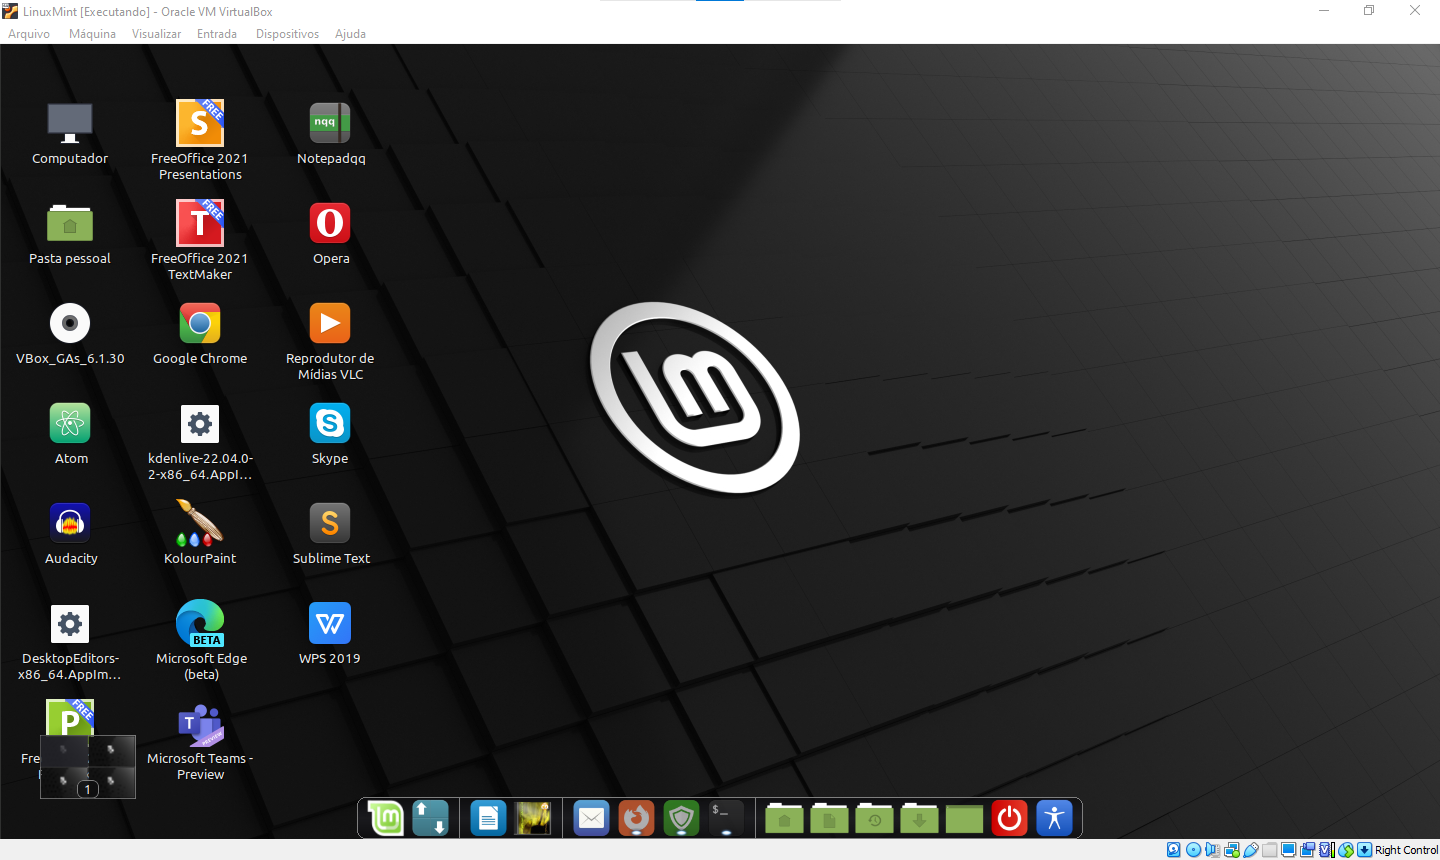 LinuxMint [Executando] - Oracle VM VirtualBox
Arquivo Máquina Visualizar Entrada Dispositivos Ajuda
Computador
FREE
S
FreeOffice 2021
Presentations
nqq
Notepadqq
Pasta pessoal
FREE
T
FreeOffice 2021
TextMaker
Opera
VBox_GAs_6.1.30
Google Chrome
Reprodutor de
Mídias VLC
Atom
kdenlive-22.04.0-
2-x86_64.AppI...
S
Skype
Audacity
KolourPaint
S
Sublime Text
DesktopEditors-
x86_64.AppIm...
BETA
Microsoft Edge
(beta)
W
WPS 2019
FREE
P
Fre
1
T
PREVIEW
Microsoft Teams -
Preview
lm
$_
Right Control